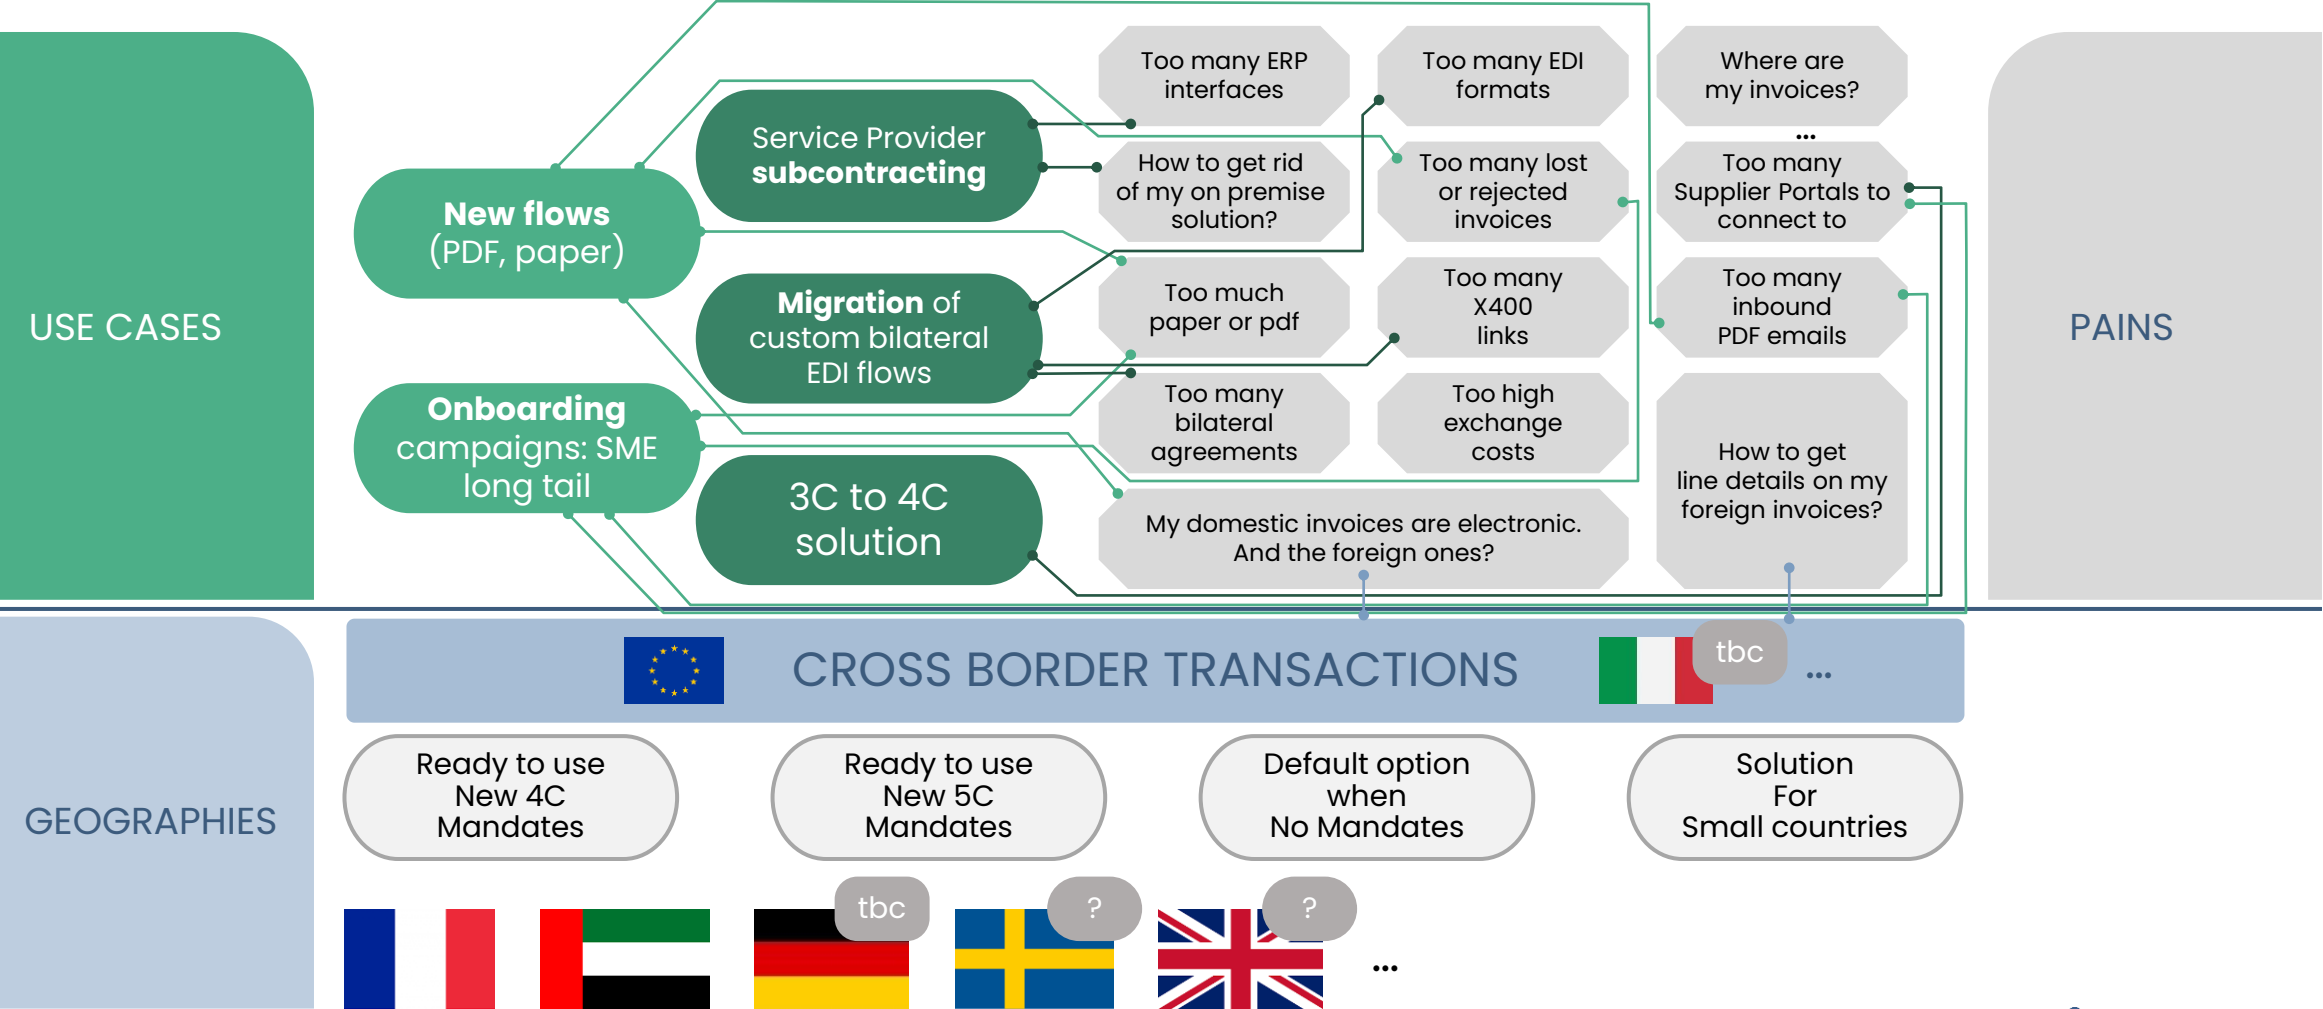 USE CASES
New flows
(PDF, paper)
Onboarding
campaigns: SME
long tail
Service Provider
subcontracting
Migration of
custom bilateral
EDI flows
3C to 4C
solution
Too many ERP
interfaces
Too many EDI
formats
Where are
my invoices?
...
How to get rid
of my on premise
solution?
Too many lost
or rejected
invoices
Too many
Supplier Portals to
connect to
Too much
paper or pdf
Too many
X400
links
Too many
inbound
PDF emails
Too many
bilateral
agreements
Too high
exchange
costs
How to get
line details on my
foreign invoices?
My domestic invoices are electronic.
And the foreign ones?
PAINS
GEOGRAPHIES
CROSS BORDER TRANSACTIONS
tbc
...
Ready to use
New 4C
Mandates
Ready to use
New 5C
Mandates
Default option
when
No Mandates
Solution
For
Small countries
tbc
?
?
...